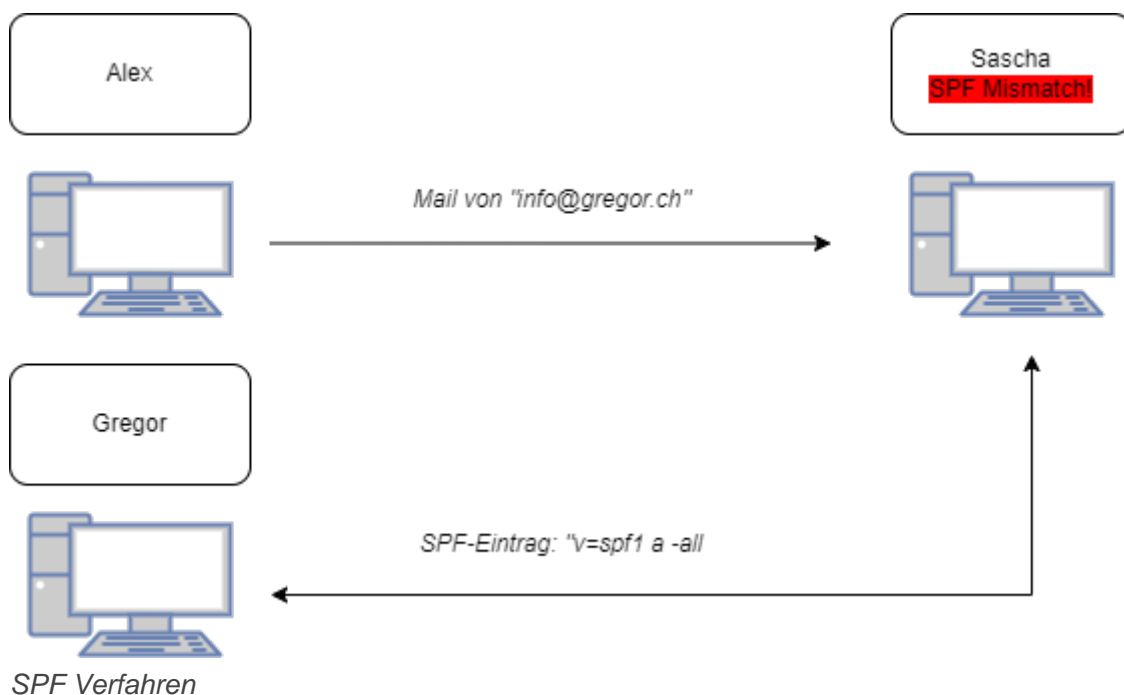 Alex
Sascha
SPF Mismatch!
Mail von "info@gregor.ch"
Gregor
SPF-Eintrag: "v=spf1 a -all
SPF Verfahren